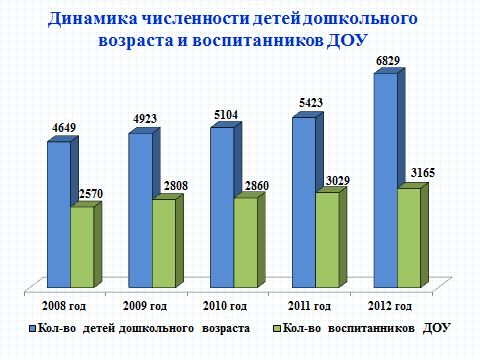 Динамика численности детей дошкольного
возраста и воспитанников ДОУ
6829
5423
5104
4923
4649
3165
3029
2860
2808
2570
2008 год 2009 год 2010 год 2011 год 2012 год
Кол-во детей дошкольного возраста Кол-во воспитанников ДОУ